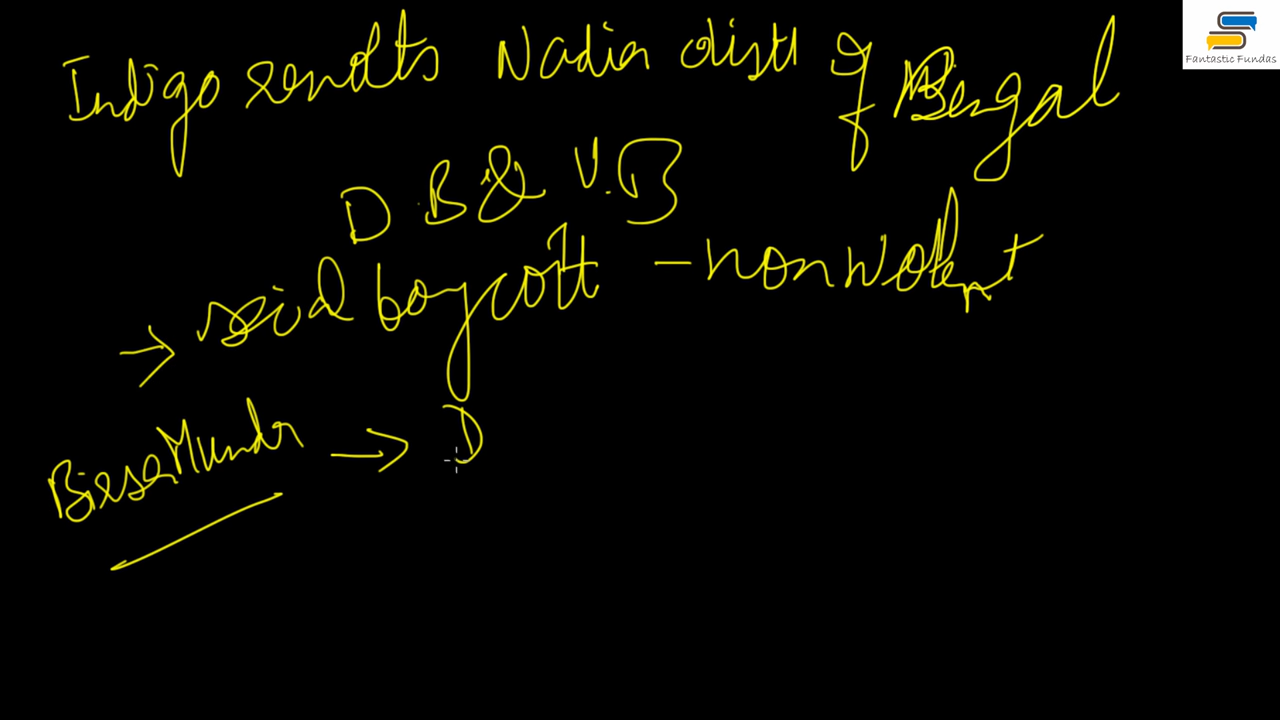 Indigo revolts Nadia distt of Bengal
Fantastic Fundas
D.B & V.B
→ social boycott - nonviolent
Birsa Munda → D